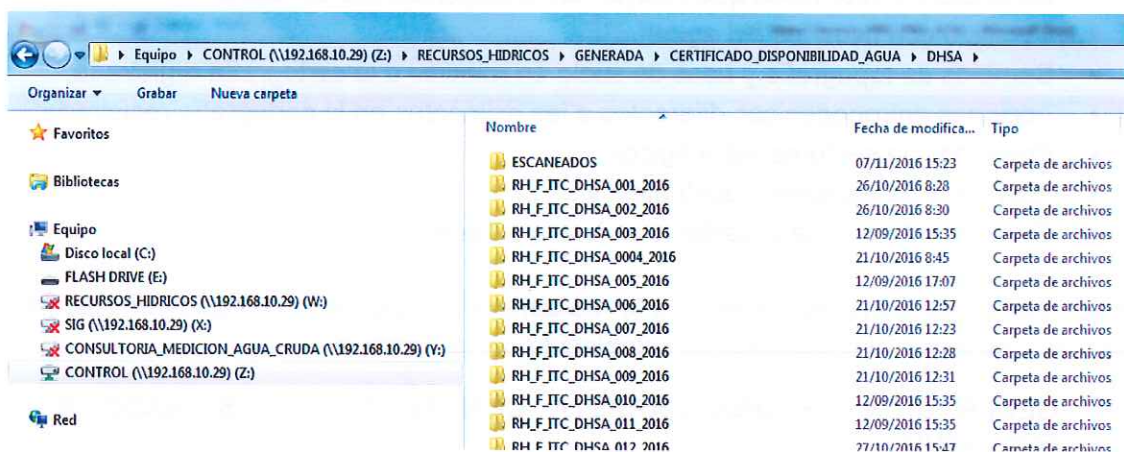 Equipo ▸ CONTROL (\\192.168.10.29) (Z:) ▸ RECURSOS_HIDRICOS ▸ GENERADA ▸ CERTIFICADO_DISPONIBILIDAD_AGUA ▸ DHSA ▸
Organizar Grabar Nueva carpeta
Favoritos
Bibliotecas
Equipo
Disco local (C:)
FLASH DRIVE (E:)
RECURSOS_HIDRICOS (\\192.168.10.29) (W:)
SIG (\\192.168.10.29) (X:)
CONSULTORIA_MEDICION_AGUA_CRUDA (\\192.168.10.29) (Y:)
CONTROL (\\192.168.10.29) (Z:)
Red
Nombre Fecha de modifica... Tipo
ESCANEADOS 07/11/2016 15:23 Carpeta de archivos
RH_F_ITC_DHSA_001_2016 26/10/2016 8:28 Carpeta de archivos
RH_F_ITC_DHSA_002_2016 26/10/2016 8:30 Carpeta de archivos
RH_F_ITC_DHSA_003_2016 12/09/2016 15:35 Carpeta de archivos
RH_F_ITC_DHSA_0004_2016 21/10/2016 8:45 Carpeta de archivos
RH_F_ITC_DHSA_005_2016 12/09/2016 17:07 Carpeta de archivos
RH_F_ITC_DHSA_006_2016 21/10/2016 12:57 Carpeta de archivos
RH_F_ITC_DHSA_007_2016 21/10/2016 12:23 Carpeta de archivos
RH_F_ITC_DHSA_008_2016 21/10/2016 12:28 Carpeta de archivos
RH_F_ITC_DHSA_009_2016 21/10/2016 12:31 Carpeta de archivos
RH_F_ITC_DHSA_010_2016 12/09/2016 15:35 Carpeta de archivos
RH_F_ITC_DHSA_011_2016 12/09/2016 15:35 Carpeta de archivos
RH_F_ITC_DHSA_012_2016 27/10/2016 15:47 Carpeta de archivos